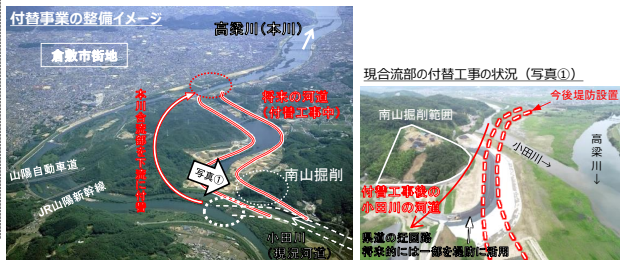 付替事業の整備イメージ
倉敷市街地
高梁川(本川)
本川合流部を下流に付替
将来の河道
(付替工事中)
写真①
南山掘削
山陽自動車道
JR山陽新幹線
小田川
(現況河道)
現合流部の付替工事の状況（写真①）
今後堤防設置
南山掘削範囲
小田川→
高梁川→
付替工事後の
小田川の河道
県道の迂回路
将来的には一部を堤防に活用